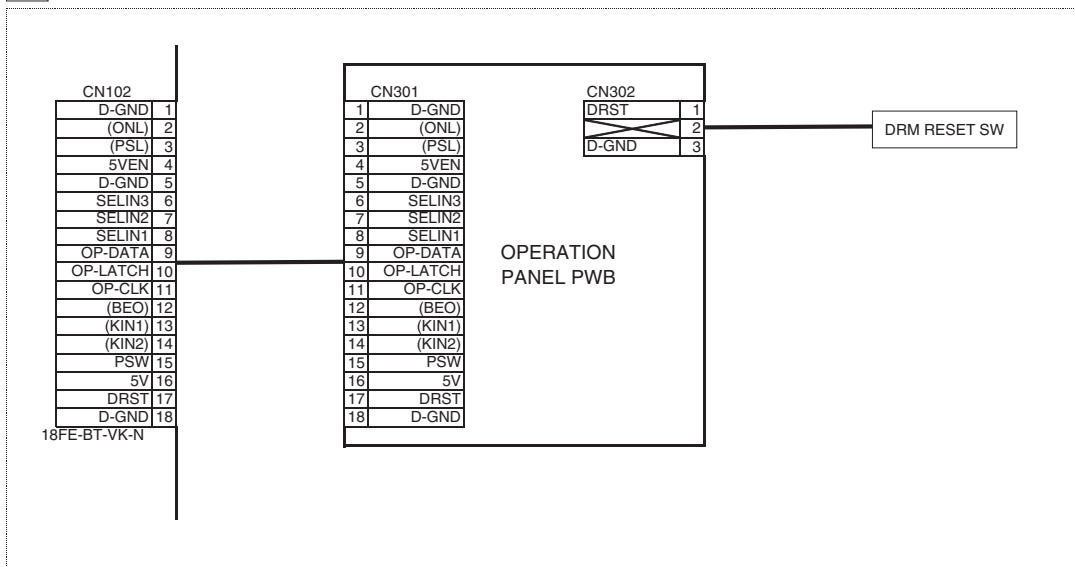 CN102
D-GND 1
(ONL) 2
(PSL) 3
5VEN 4
D-GND 5
SELIN3 6
SELIN2 7
SELIN1 8
OP-DATA 9
OP-LATCH 10
OP-CLK 11
(BEO) 12
(KIN1) 13
(KIN2) 14
PSW 15
5V 16
DRST 17
D-GND 18
18FE-BT-VK-N
CN301
1 D-GND
2 (ONL)
3 (PSL)
4 5VEN
5 D-GND
6 SELIN3
7 SELIN2
8 SELIN1
9 OP-DATA
10 OP-LATCH
11 OP-CLK
12 (BEO)
13 (KIN1)
14 (KIN2)
15 PSW
16 5V
17 DRST
18 D-GND
OPERATION
PANEL PWB
CN302
DRST 1
2
D-GND 3
DRM RESET SW